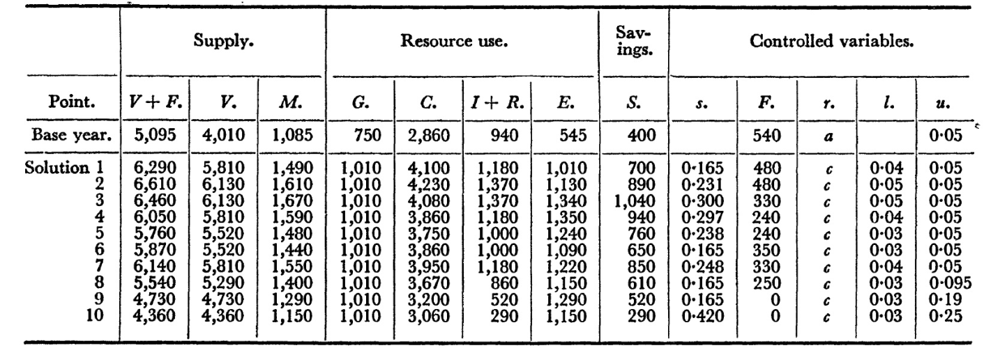 Supply. Resource use. Sav-ings. Controlled variables.
Point. V + F. V. M. G. C. I + R. E. S. s. F. r. l. u.
Base year. 5,095 4,010 1,085 750 2,860 940 545 400 540 a 0·05
Solution 1 6,290 5,810 1,490 1,010 4,100 1,180 1,010 700 0·165 480 c 0·04 0·05
2 6,610 6,130 1,610 1,010 4,230 1,370 1,130 890 0·231 480 c 0·05 0·05
3 6,460 6,130 1,670 1,010 4,080 1,370 1,340 1,040 0·300 330 c 0·05 0·05
4 6,050 5,810 1,590 1,010 3,860 1,180 1,350 940 0·297 240 c 0·04 0·05
5 5,760 5,520 1,480 1,010 3,750 1,000 1,240 760 0·238 240 c 0·03 0·05
6 5,870 5,520 1,440 1,010 3,860 1,000 1,090 650 0·165 350 c 0·03 0·05
7 6,140 5,810 1,550 1,010 3,950 1,180 1,220 850 0·248 330 c 0·04 0·05
8 5,540 5,290 1,400 1,010 3,670 860 1,150 610 0·165 250 c 0·03 0·095
9 4,730 4,730 1,290 1,010 3,200 520 1,290 520 0·165 0 c 0·03 0·19
10 4,360 4,360 1,150 1,010 3,060 290 1,150 290 0·420 0 c 0·03 0·25